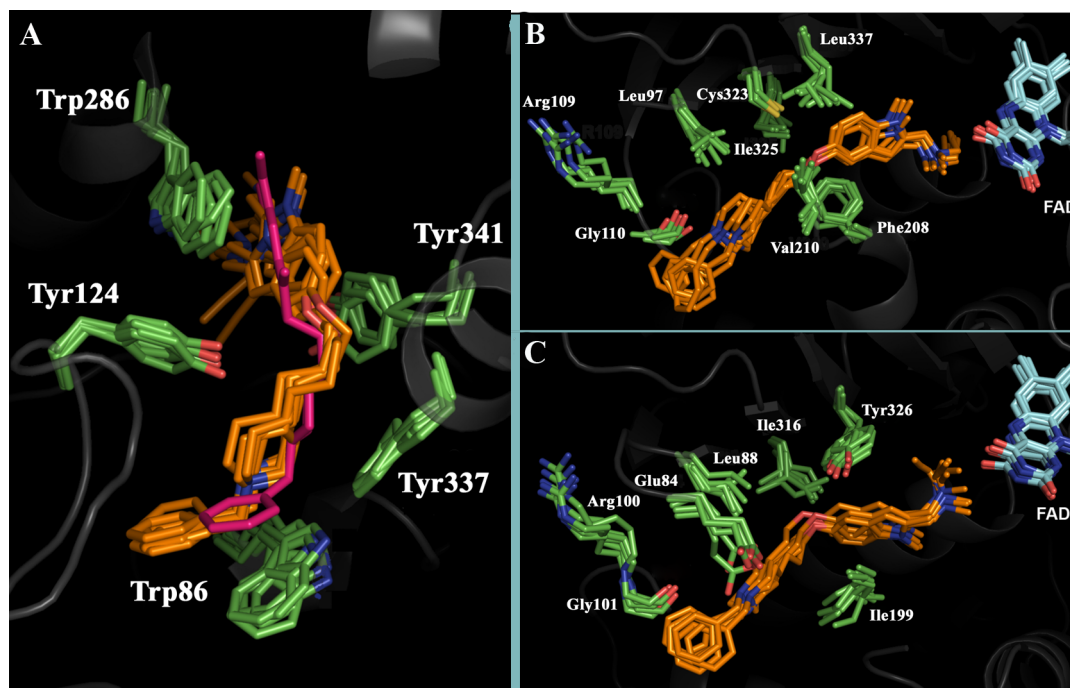 A
Trp286
Tyr341
Tyr124
Tyr337
Trp86
B
Leu337
Cys323
Leu97
Arg109
R109
Ile325
FAD
Gly110
Phe208
Val210
C
Tyr326
Ile316
Leu88
Glu84
Arg100
FAD
Gly101
Ile199